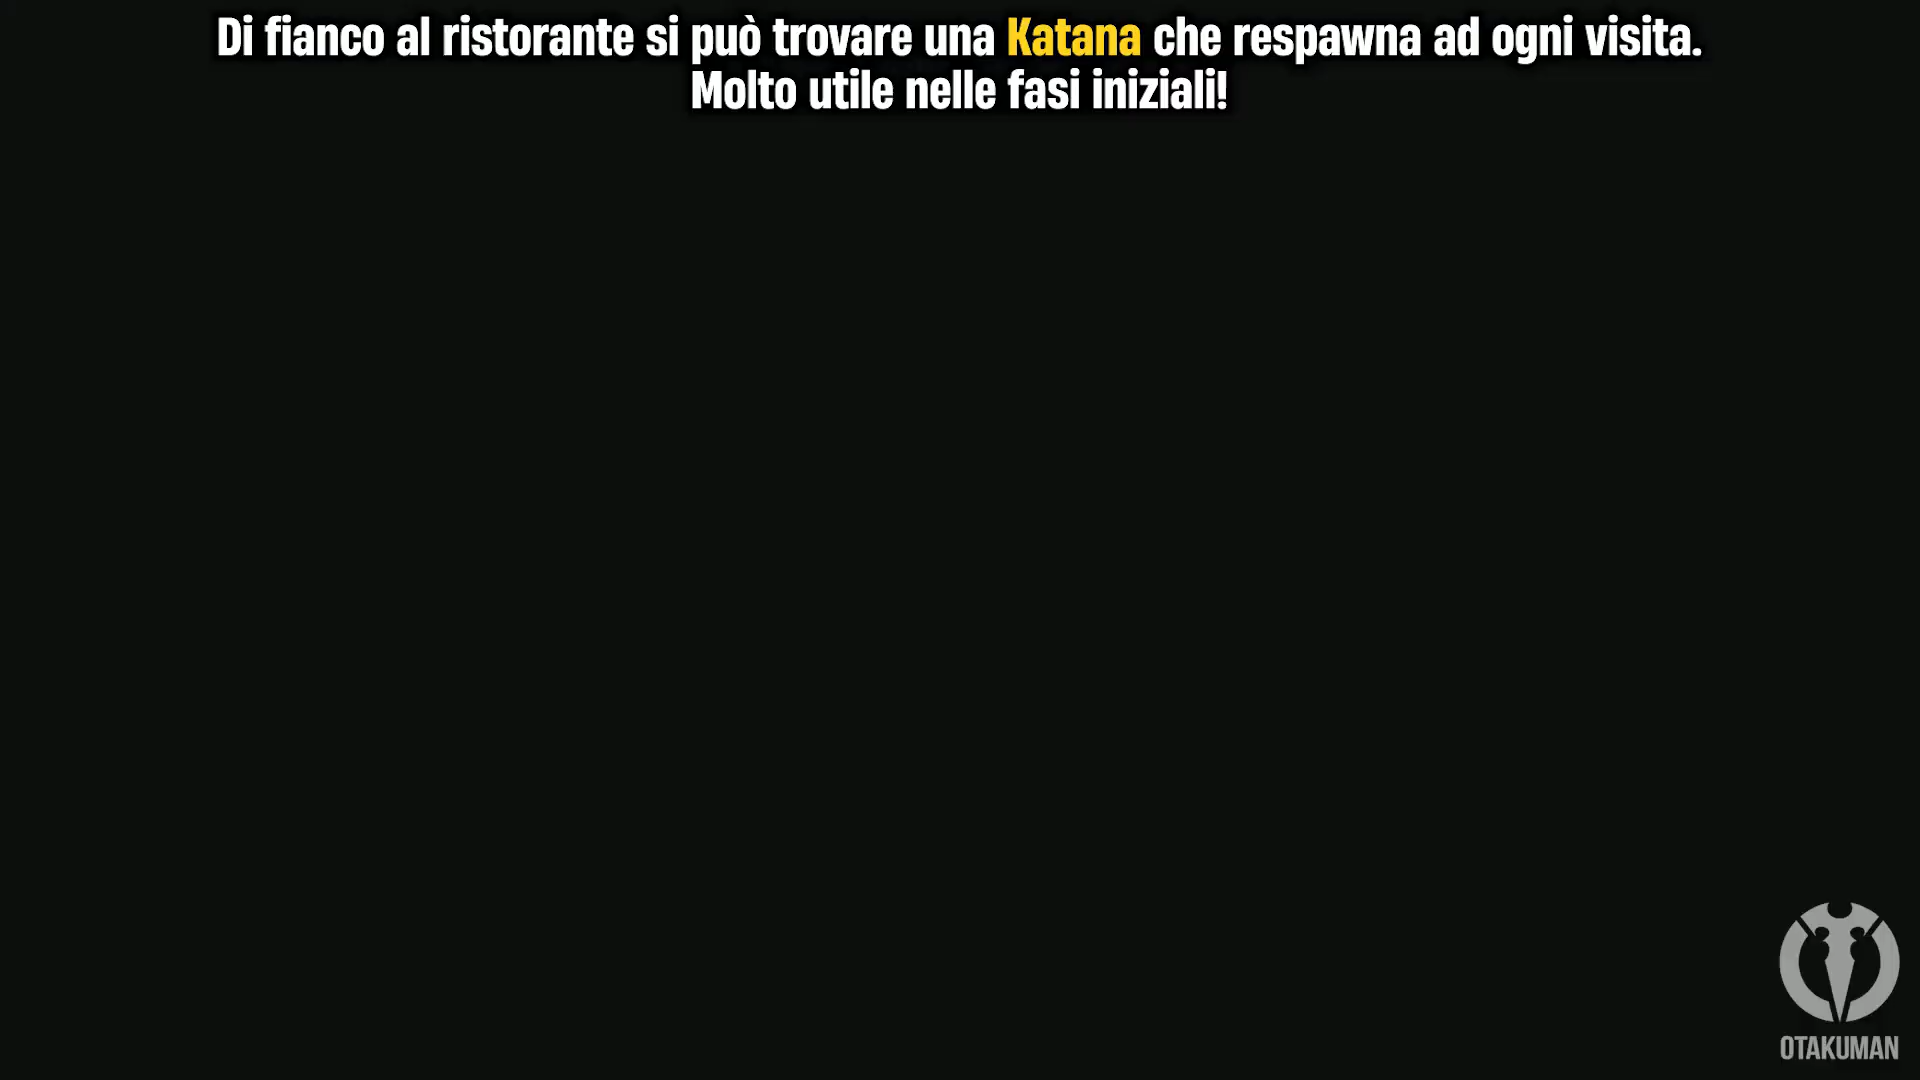 Di fianco al ristorante si può trovare una Katana che respawna ad ogni visita.
Molto utile nelle fasi iniziali!
OTAKUMAN